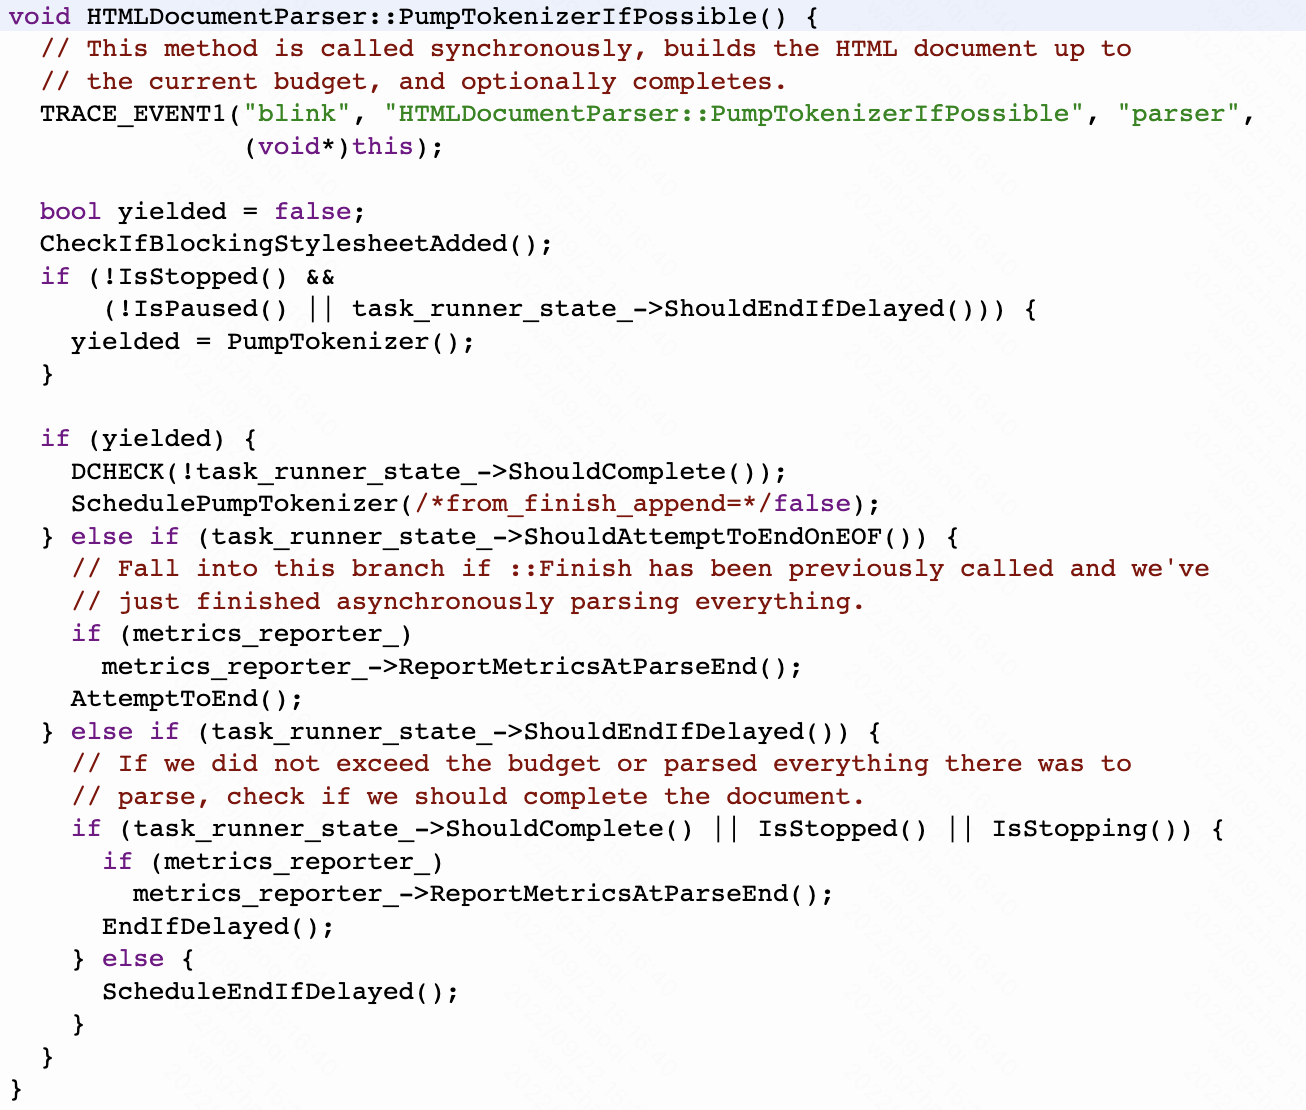 void HTMLDocumentParser::PumpTokenizerIfPossible() {
  // This method is called synchronously, builds the HTML document up to
  // the current budget, and optionally completes.
  TRACE_EVENT1("blink", "HTMLDocumentParser::PumpTokenizerIfPossible", "parser",
               (void*)this);

  bool yielded = false;
  CheckIfBlockingStylesheetAdded();
  if (!IsStopped() &&
      (!IsPaused() || task_runner_state_->ShouldEndIfDelayed())) {
    yielded = PumpTokenizer();
  }

  if (yielded) {
    DCHECK(!task_runner_state_->ShouldComplete());
    SchedulePumpTokenizer(/*from_finish_append=*/false);
  } else if (task_runner_state_->ShouldAttemptToEndOnEOF()) {
    // Fall into this branch if ::Finish has been previously called and we've
    // just finished asynchronously parsing everything.
    if (metrics_reporter_)
      metrics_reporter_->ReportMetricsAtParseEnd();
    AttemptToEnd();
  } else if (task_runner_state_->ShouldEndIfDelayed()) {
    // If we did not exceed the budget or parsed everything there was to
    // parse, check if we should complete the document.
    if (task_runner_state_->ShouldComplete() || IsStopped() || IsStopping()) {
      if (metrics_reporter_)
        metrics_reporter_->ReportMetricsAtParseEnd();
      EndIfDelayed();
    } else {
      ScheduleEndIfDelayed();
    }
  }
}